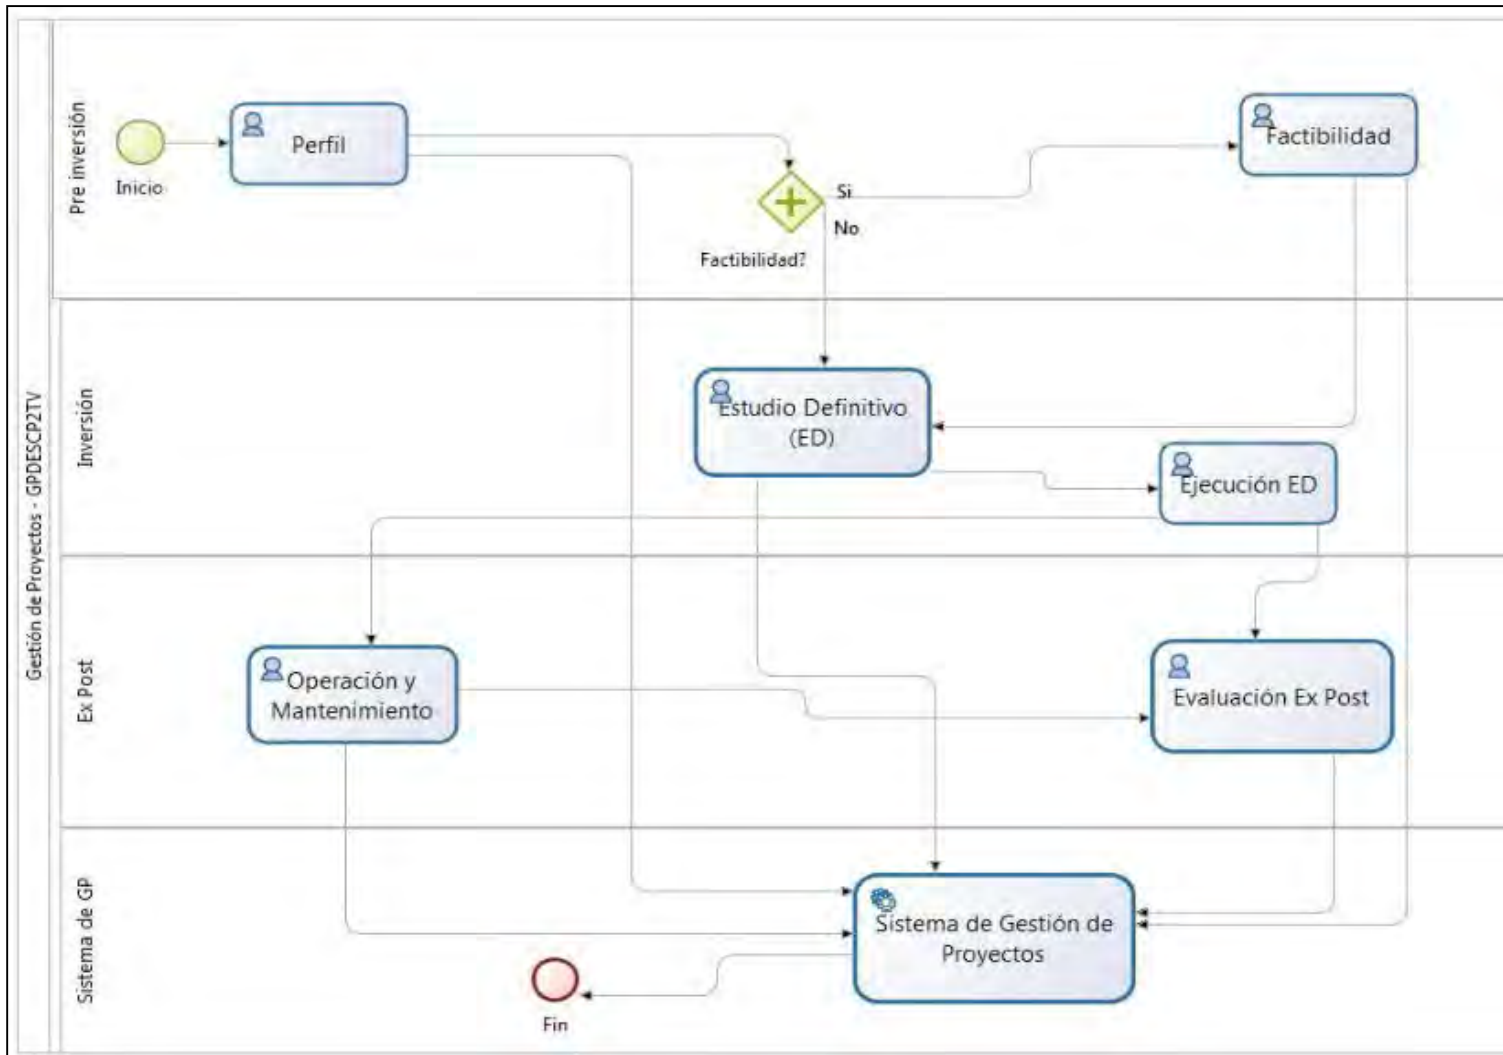 Gestión de Proyectos - GPDESCP2TV
Pre inversión
Inicio
Perfil
Si
No
Factibilidad?
Factibilidad
Inversión
Estudio Definitivo
(ED)
Ejecución ED
Ex Post
Operación y
Mantenimiento
Evaluación Ex Post
Sistema de GP
Sistema de Gestión de
Proyectos
Fin